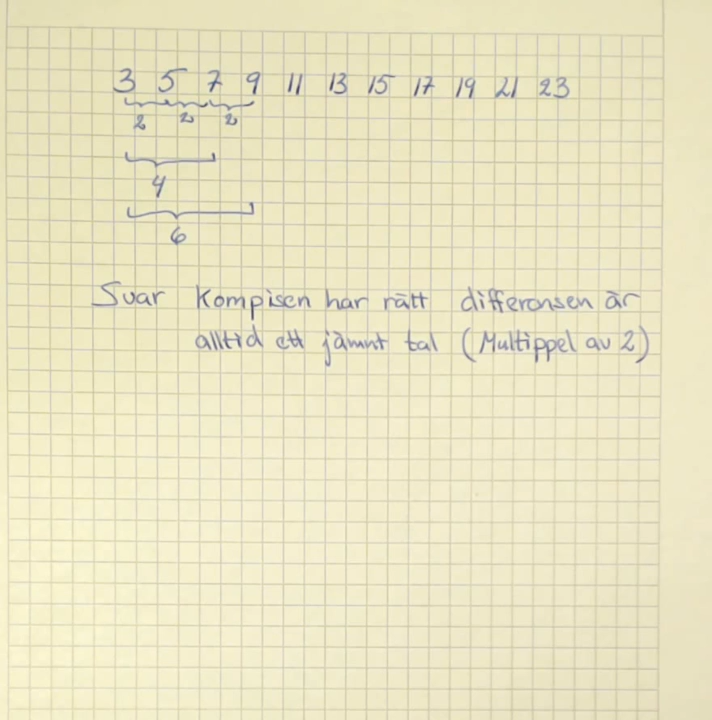 3 5 7 9 11 13 15 17 19 21 23
2 2 2
4
6
Svar Kompisen har rätt differensen är
alltid ett jämnt tal (Multippel av 2)